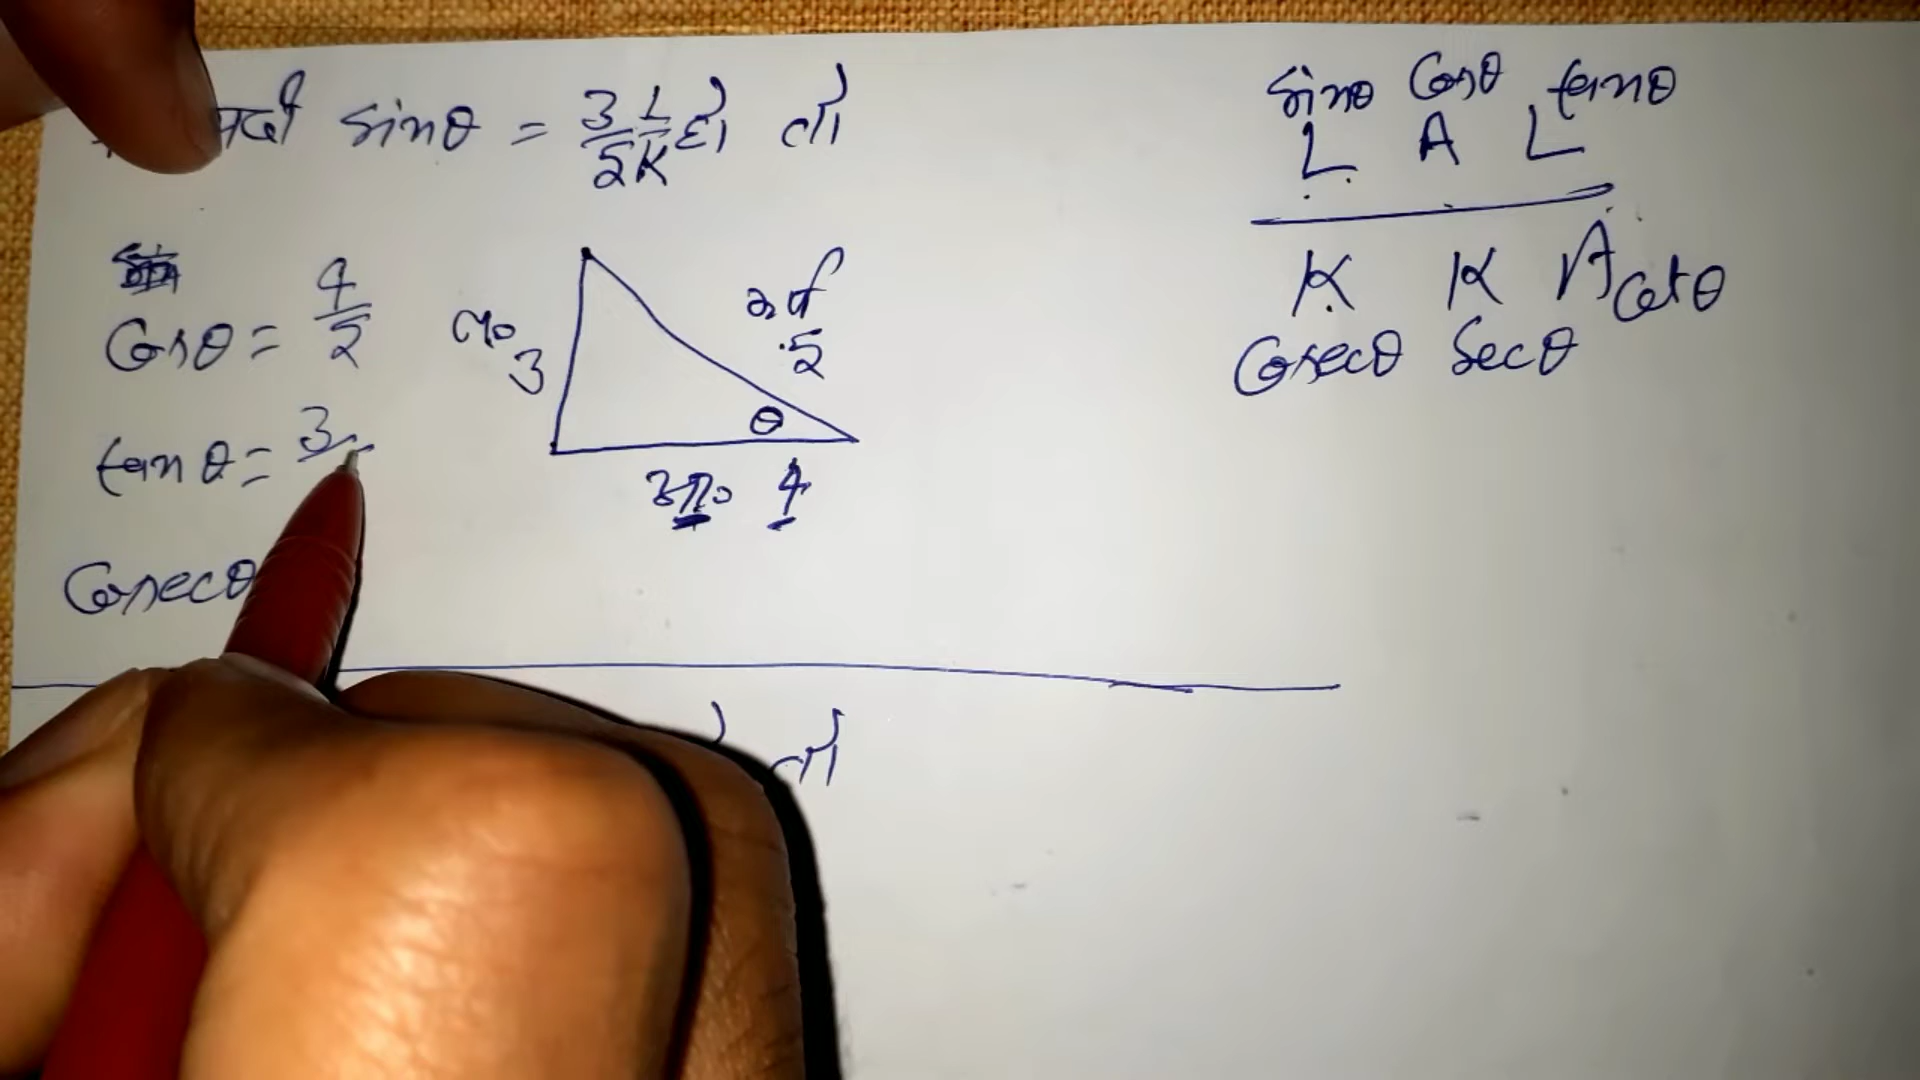 यदी sinθ = 3/5 L/K हो तो
Cosθ = 4/5
tanθ = 3
Cosecθ
ल०
3
कर्ण
5
θ
आ० 4
तो
sinθ Cosθ tanθ
L A L
K K A
Cosecθ Secθ Cotθ